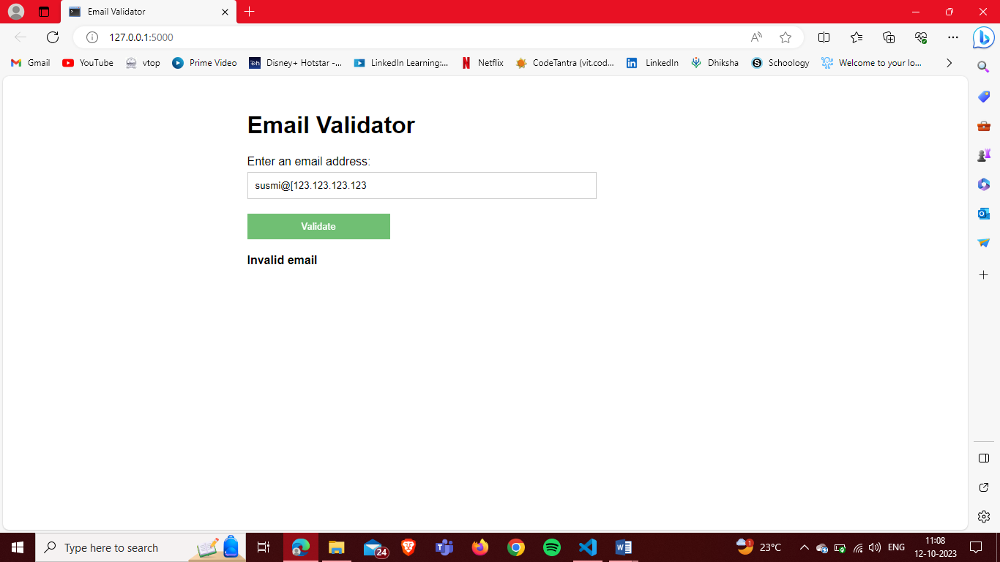 Email Validator
127.0.0.1:5000
Gmail YouTube vtop Prime Video Disney+ Hotstar -... LinkedIn Learning:... Netflix CodeTantra (vit.cod... LinkedIn Dhiksha Schoology Welcome to your lo...
Email Validator
Enter an email address:
susmi@[123.123.123.123
Validate
Invalid email
Type here to search 24 1 23°C ENG 11:08
12-10-2023